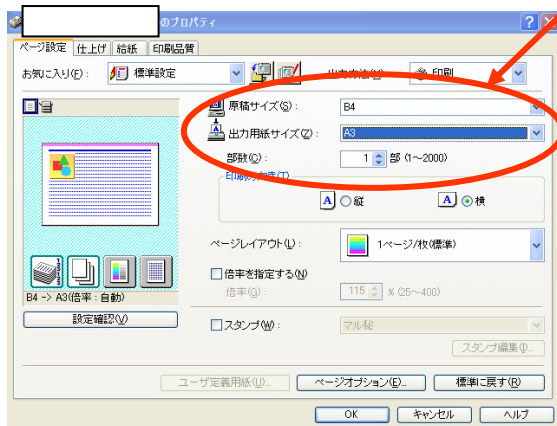 のプロパティ
ページ設定 仕上げ 給紙 印刷品質
お気に入り(F): 標準設定 印刷
原稿サイズ(S): B4
出力用紙サイズ(Z): A3
部数(C): 1 部 (1～2000)
印刷の向き(T)
A 縦 A 横
ページレイアウト(L): 1ページ/枚(標準)
倍率を指定する(N)
倍率(G): 115 % (25～400)
B4 -> A3(倍率:自動)
設定確認(V)
スタンプ(W): マル秘
スタンプ編集(I)...
ユーザ定義用紙(U)... ページオプション(E)... 標準に戻す(R)
OK キャンセル ヘルプ